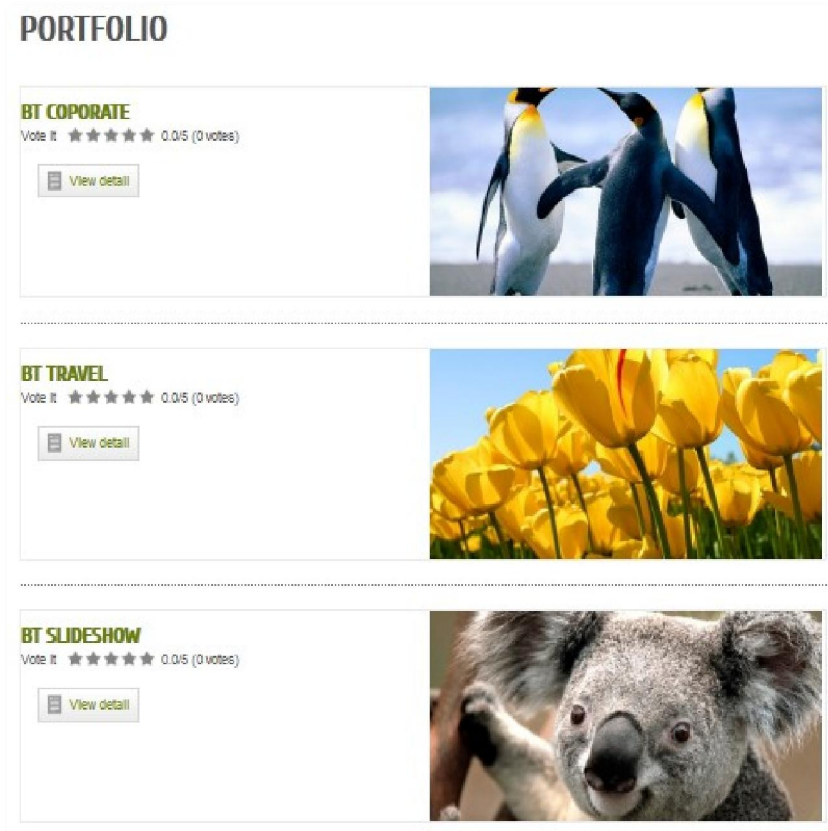 PORTFOLIO
BT COPORATE
Vote It 0.0/5 (0 votes)
View detail
BT TRAVEL
Vote It 0.0/5 (0 votes)
View detail
BT SLIDESHOW
Vote It 0.0/5 (0 votes)
View detail